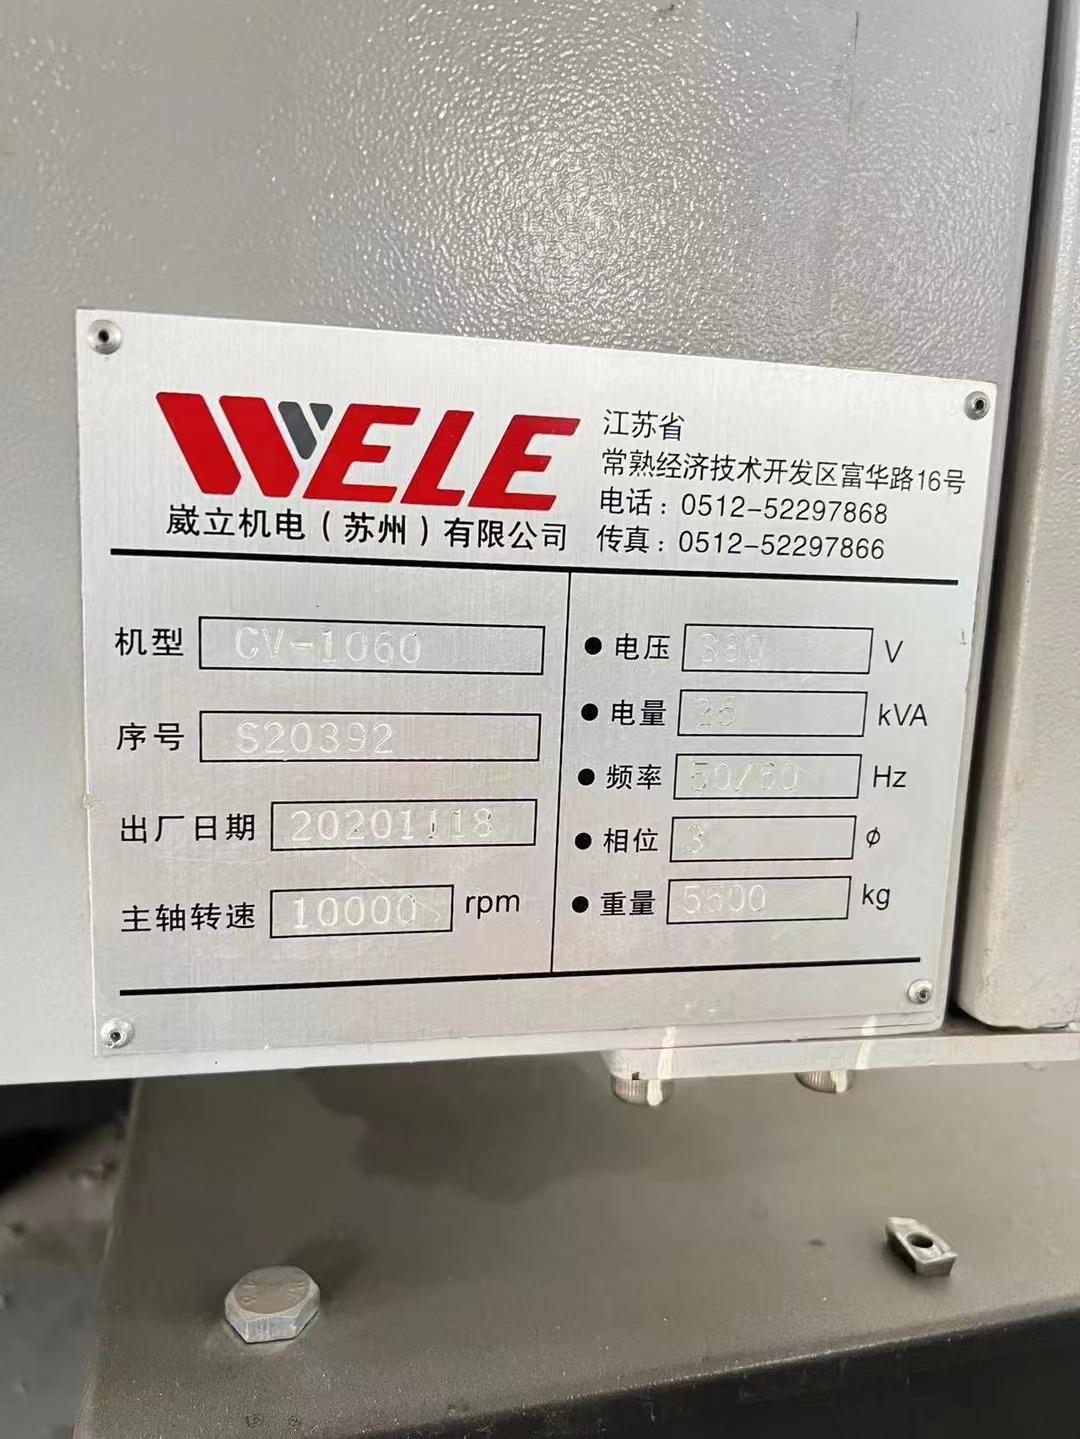 WELE
崴立机电(苏州)有限公司
江苏省
常熟经济技术开发区富华路16号
电话:0512-52297868
传真:0512-52297866
机型 CV-1060
序号 S20392
出厂日期 20201118
主轴转速 10000 rpm
●电压 380 V
●电量 kVA
●频率 50/60 Hz
●相位 3 φ
●重量 5500 kg